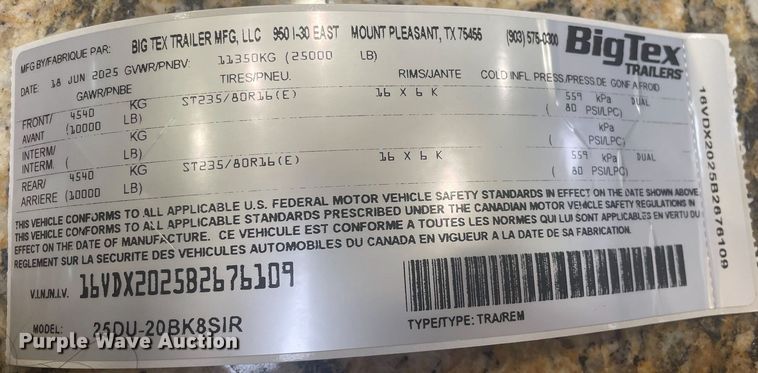 MFG BY/FABRIQUE PAR: BIG TEX TRAILER MFG, LLC 950 I-30 EAST MOUNT PLEASANT, TX 75455 (903) 575-0300
BigTex
TRAILERS
DATE: 18 JUN 2025 GVWR/PNBV: 11350KG (25000 LB)
GAWR/PNBE TIRES/PNEU. RIMS/JANTE COLD INFL. PRESS/PRESS.DE GONF.A FROID
FRONT/ 4540 KG ST235/80R16(E) 16 X 6 K 559 kPa DUAL
AVANT (10000 LB) ( 80 PSI/LPC)
INTERM/ KG kPa
INTERM. ( LB) ( PSI/LPC)
REAR/ 4540 KG ST235/80R16(E) 16 X 6 K 559 kPa DUAL
ARRIERE (10000 LB) ( 80 PSI/LPC)
THIS VEHICLE CONFORMS TO ALL APPLICABLE U.S. FEDERAL MOTOR VEHICLE SAFETY STANDARDS IN EFFECT ON THE DATE SHOWN ABOVE
THIS VEHICLE CONFORMS TO ALL APPLICABLE STANDARDS PRESCRIBED UNDER THE CANADIAN MOTOR VEHICLE SAFETY REGULATIONS IN
EFFECT ON THE DATE OF MANUFACTURE. CE VEHICULE EST CONFORME A TOUTES LES NORMES QUI LUI SONT APPLICABLES EN VERTU DU
REGLEMENT SUR LA SECURITE DES VEHICULES AUTOMOBILES DU CANADA EN VIGUEUR A LA DATE DE SA FABRICATION.
V.I.N./N.I.V. 16VDX2025B2676109
MODEL: 25DU-20BK8SIR
TYPE/TYPE: TRA/REM
16VDX2025B2676109
Purple Wave Auction